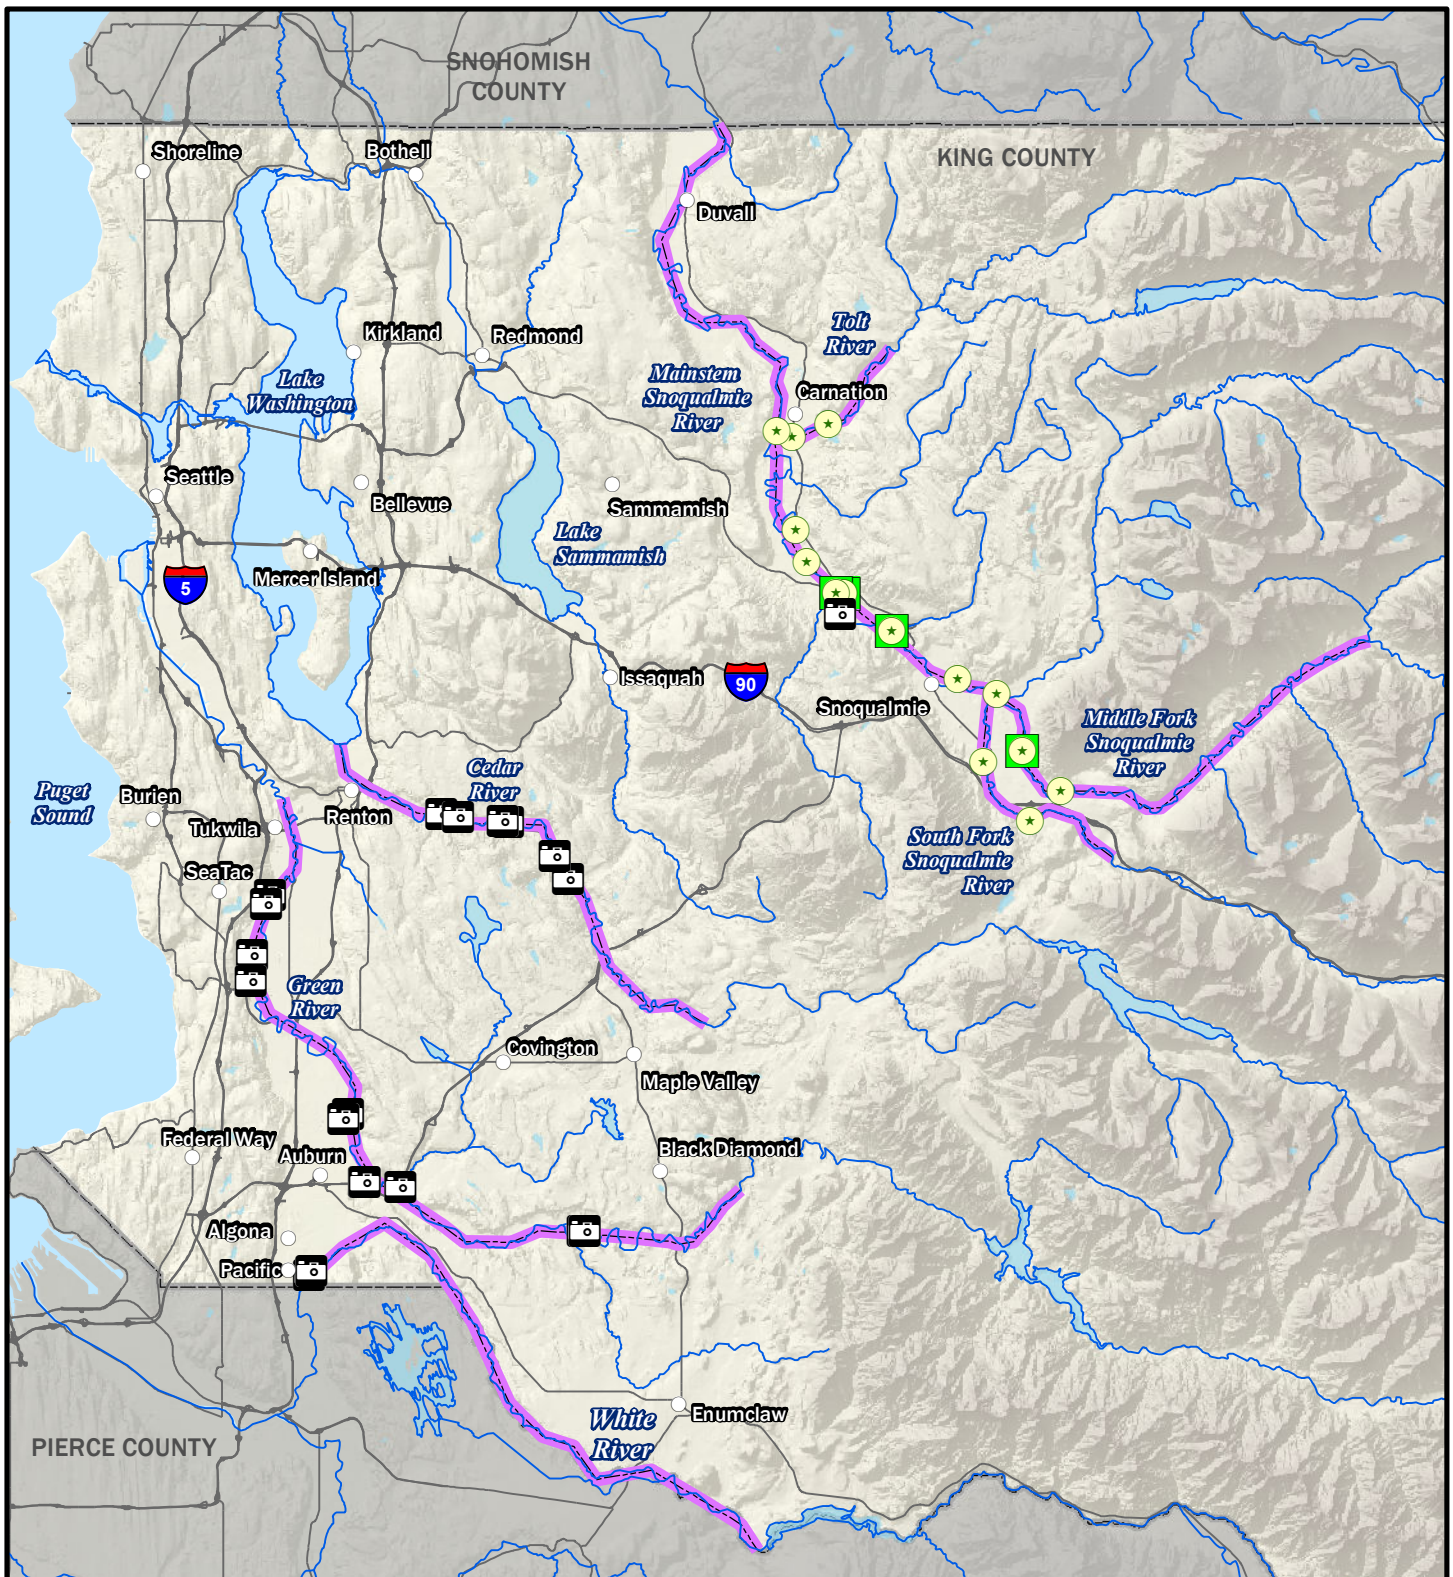 SNOHOMISH
COUNTY
Shoreline
Bothell
KING COUNTY
Duvall
Kirkland
Redmond
Tolt
River
Lake
Washington
Mainstem
Snoqualmie
River
Carnation
Seattle
Bellevue
Sammamish
Lake
Sammamish
Mercer Island
5
Issaquah
90
Snoqualmie
Middle Fork
Snoqualmie
River
Puget
Sound
Burien
Cedar
River
Tukwila
Renton
South Fork
Snoqualmie
River
SeaTac
Green
River
Covington
Maple Valley
Federal Way
Auburn
Black Diamond
Algona
Pacific
White
River
Enumclaw
PIERCE COUNTY